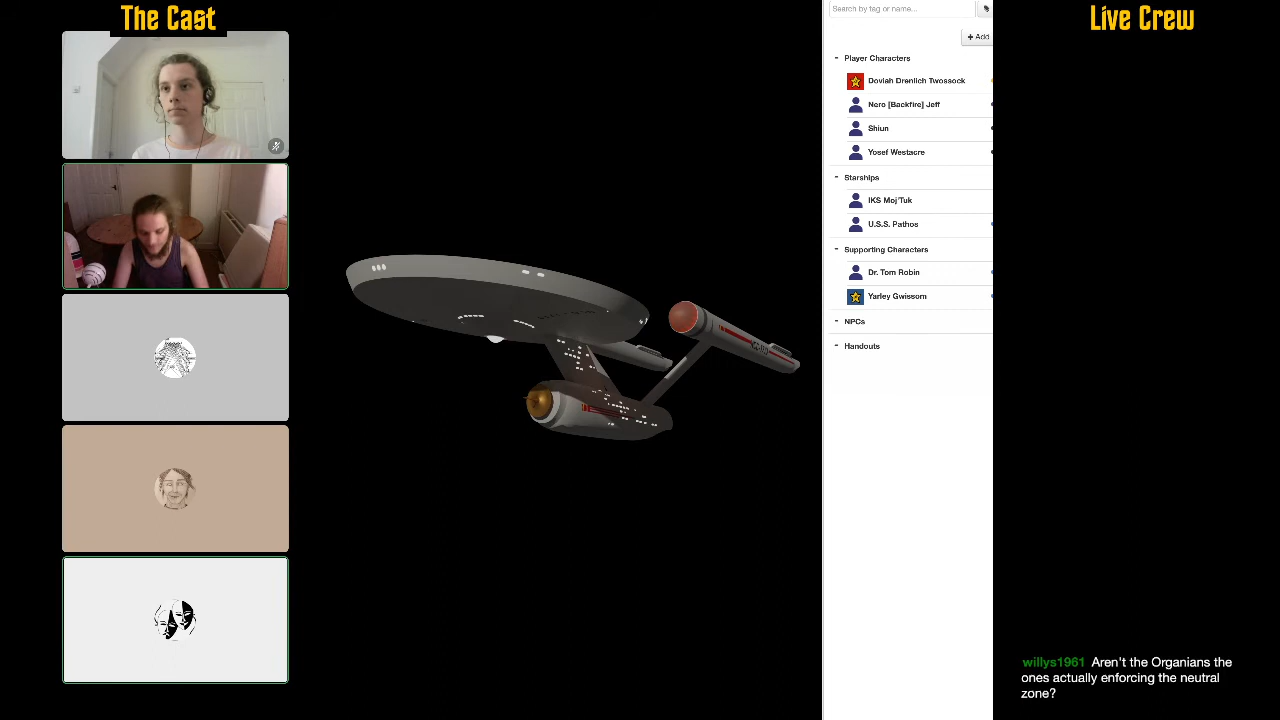 The Cast
Live Crew
Search by tag or name...
+ Add
- Player Characters
Doviah Drenlich Twossock
Nero [Backfire] Jeff
Shiun
Yosef Westacre
- Starships
IKS Moj'Tuk
U.S.S. Pathos
- Supporting Characters
Dr. Tom Robin
Yarley Gwissom
- NPCs
- Handouts
willys1961 Aren't the Organians the
ones actually enforcing the neutral
zone?